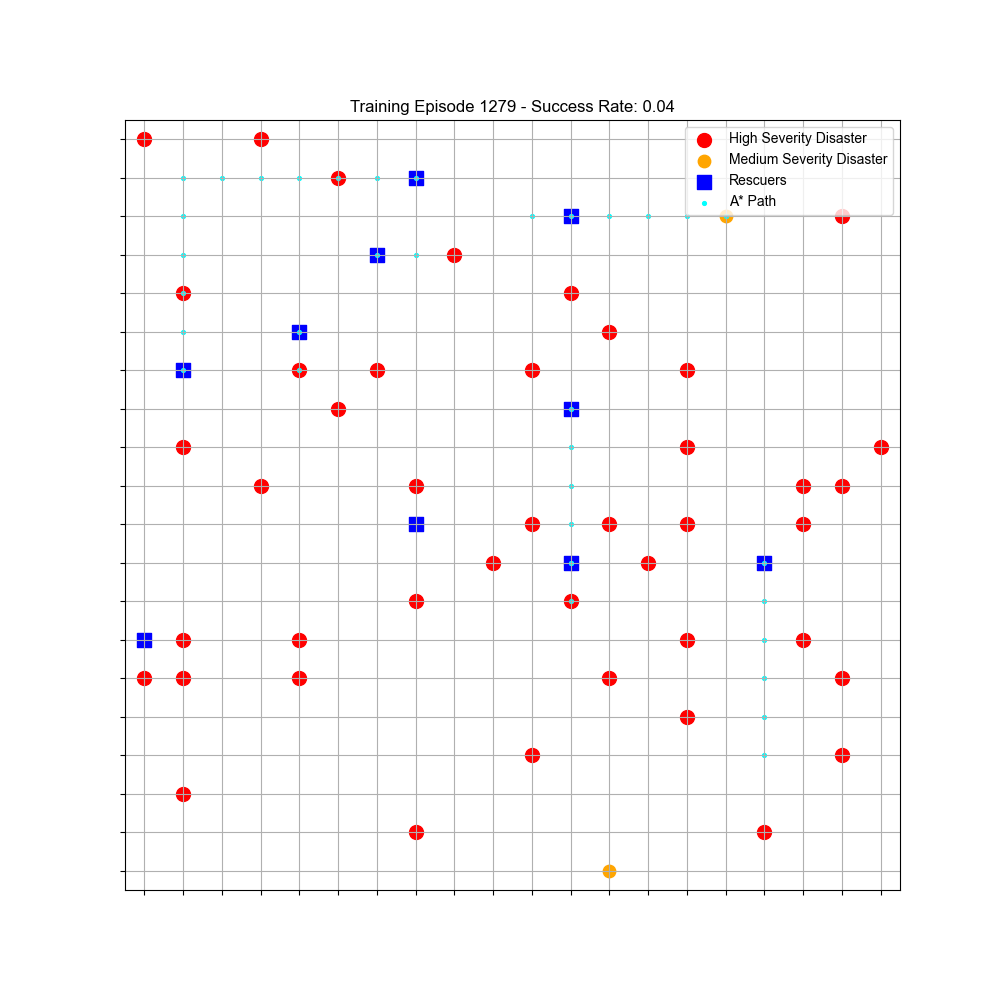 Training Episode 1279 - Success Rate: 0.04
High Severity Disaster
Medium Severity Disaster
Rescuers
A* Path